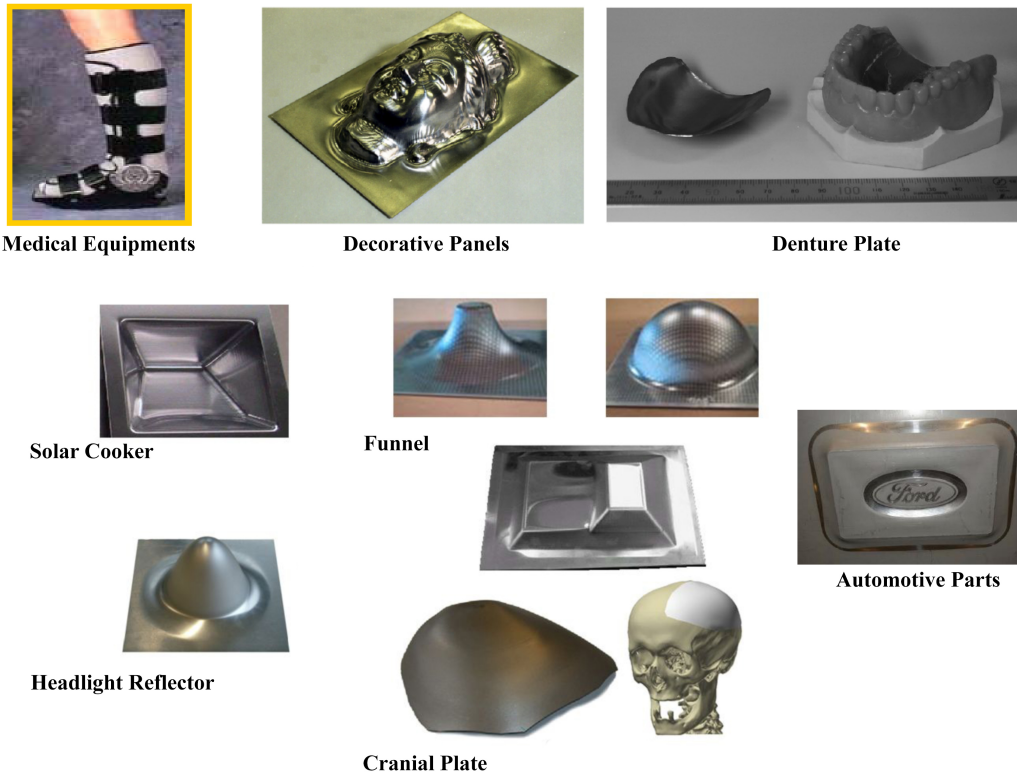 Medical Equipments
Decorative Panels
Denture Plate
Solar Cooker
Funnel
Ford
Automotive Parts
Headlight Reflector
Cranial Plate